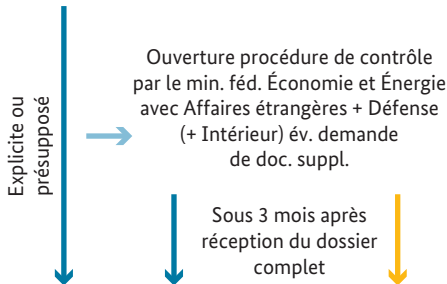 Explicite ou
présupposé
Ouverture procédure de contrôle
par le min. féd. Économie et Énergie
avec Affaires étrangères + Défense
(+ Intérieur) év. demande
de doc. suppl.
Sous 3 mois après
réception du dossier
complet